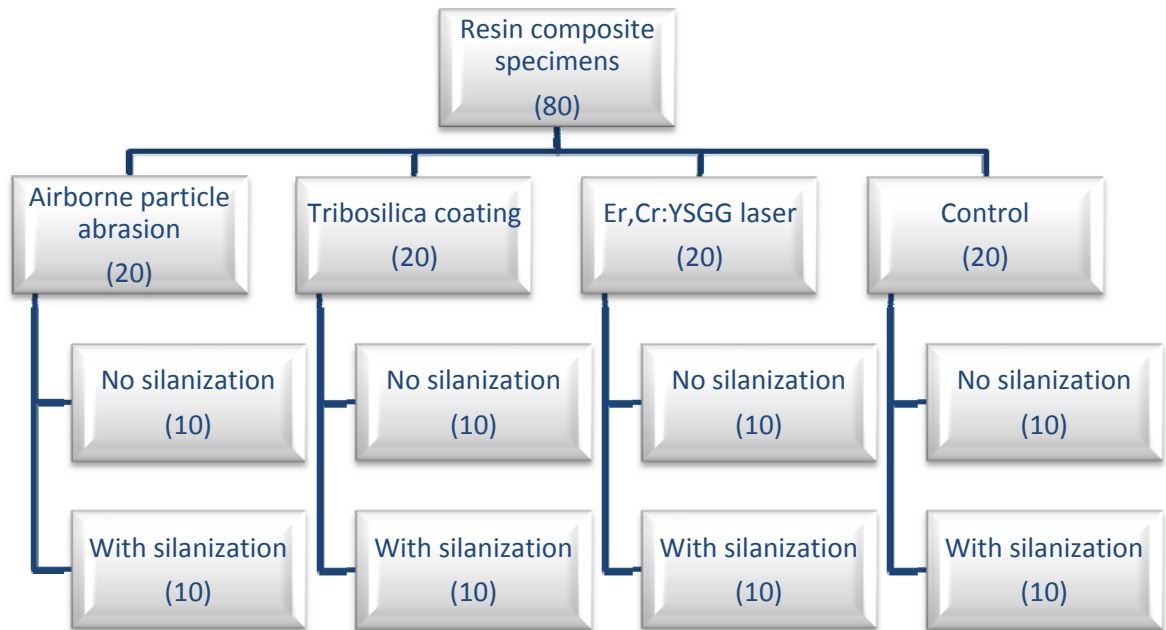 Resin composite
specimens
(80)
Airborne particle
abrasion
(20)
Tribosilica coating
(20)
Er,Cr:YSGG laser
(20)
Control
(20)
No silanization
(10)
No silanization
(10)
No silanization
(10)
No silanization
(10)
With silanization
(10)
With silanization
(10)
With silanization
(10)
With silanization
(10)